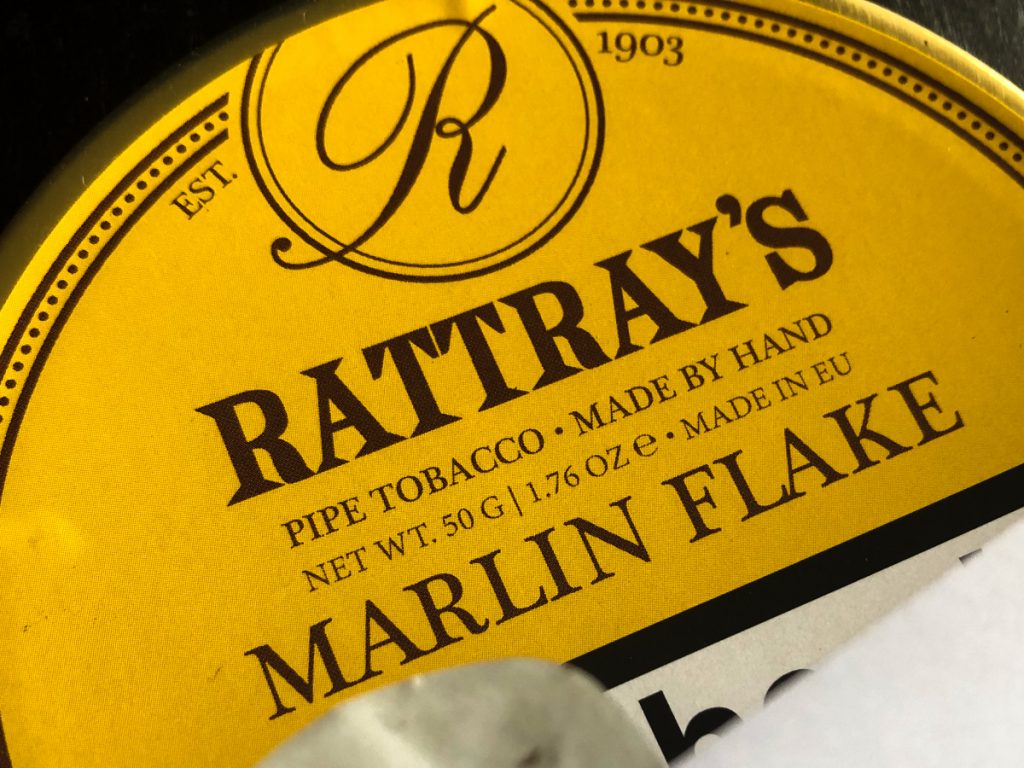 R
EST.
1903
RATTRAY'S
PIPE TOBACCO • MADE BY HAND
NET WT. 50 G | 1.76 OZ ℮ • MADE IN EU
MARLIN FLAKE